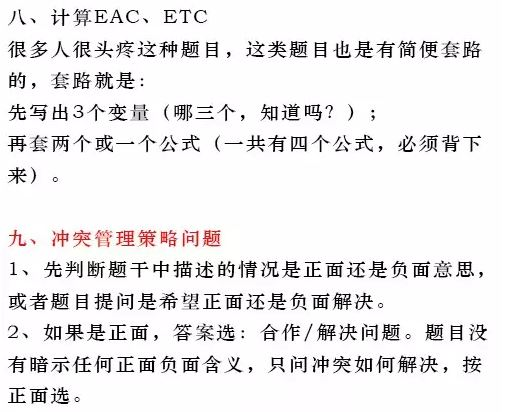 八、计算EAC、ETC
很多人很头疼这种题目，这类题目也是有简便套路
的，套路就是：
先写出3个变量（哪三个，知道吗？）；
再套两个或一个公式（一共有四个公式，必须背下
来）。
九、冲突管理策略问题
1、先判断题干中描述的情况是正面还是负面意思，
或者题目提问是希望正面还是负面解决。
2、如果是正面，答案选：合作/解决问题。题目没
有暗示任何正面负面含义，只问冲突如何解决，按
正面选。